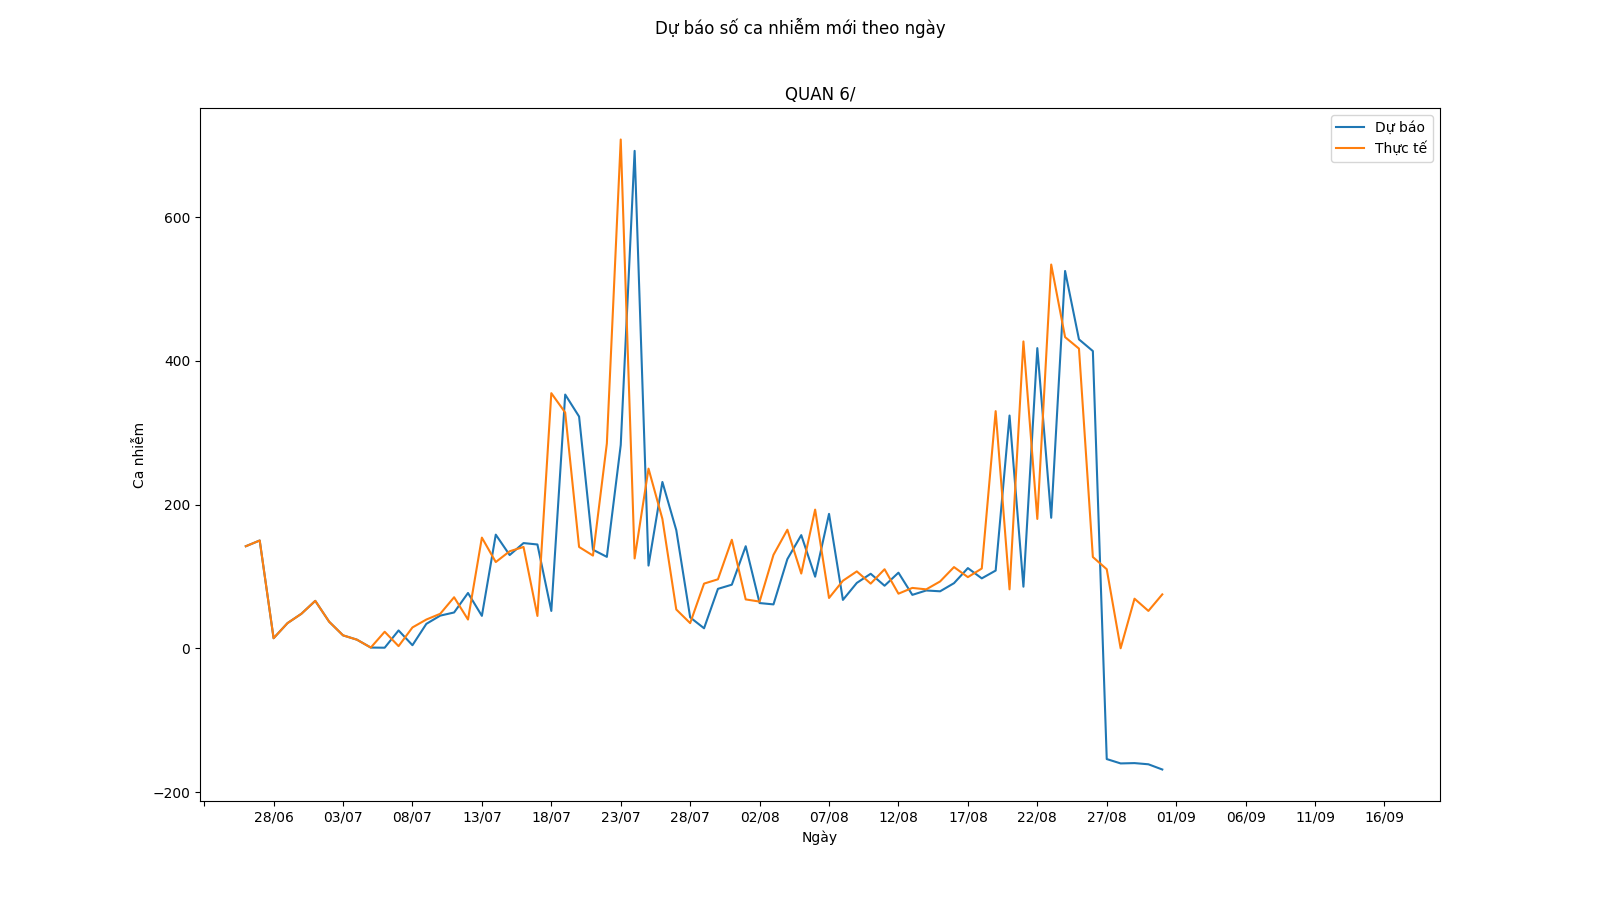 Dự báo số ca nhiễm mới theo ngày
QUAN 6/
Dự báo
Thực tế
600
400
200
0
−200
Ca nhiễm
28/06 03/07 08/07 13/07 18/07 23/07 28/07 02/08 07/08 12/08 17/08 22/08 27/08 01/09 06/09 11/09 16/09
Ngày